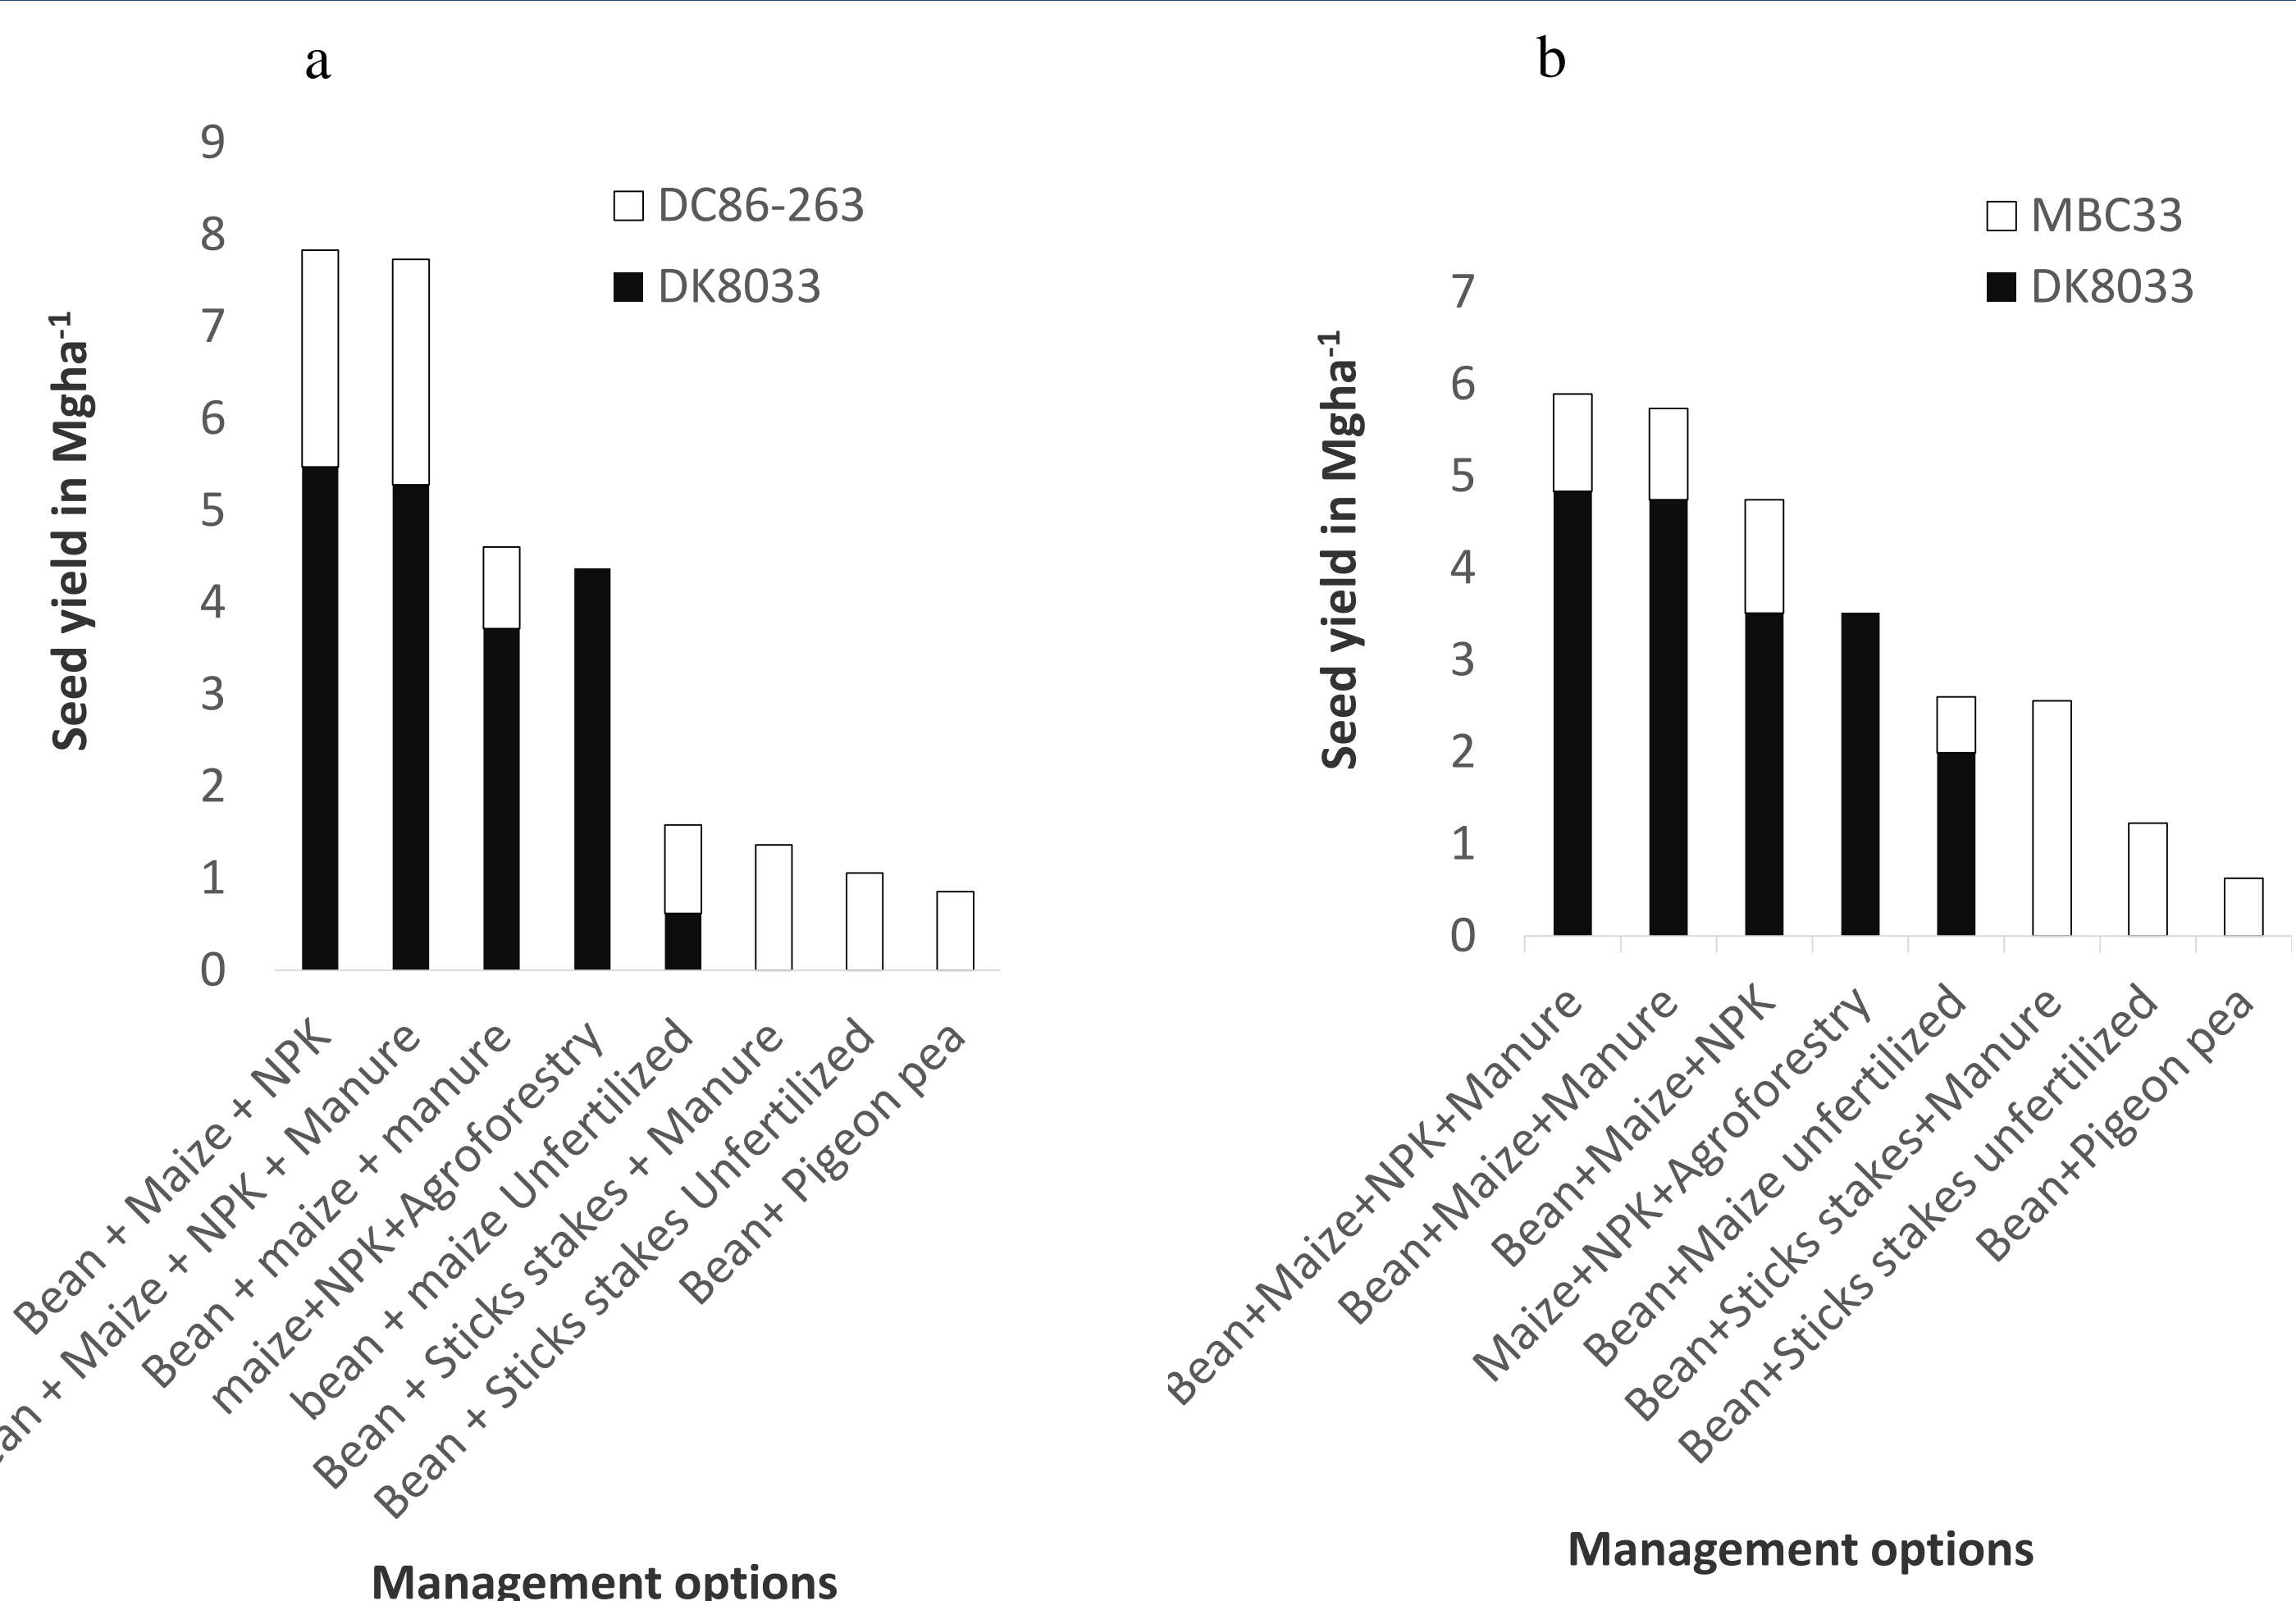 a
9
8
7
6
5
4
3
2
1
0
Seed yield in Mgha-1
DC86-263
DK8033
Bean + Maize + NPK
+ Maize + NPK + Manure
Bean + maize + manure
maize+NPK+Agroforestry
bean + maize Unfertilized
Bean + Sticks stakes + Manure
Bean + Sticks stakes Unfertilized
Bean+ Pigeon pea
Management options
b
7
6
5
4
3
2
1
0
Seed yield in Mgha-1
MBC33
DK8033
Bean+Maize+NPK+Manure
Bean+Maize+Manure
Bean+Maize+NPK
Maize+NPK+Agroforestry
Bean+Maize unfertilized
Bean+Sticks stakes+Manure
Bean+Sticks stakes unfertilized
Bean+Pigeon pea
Management options